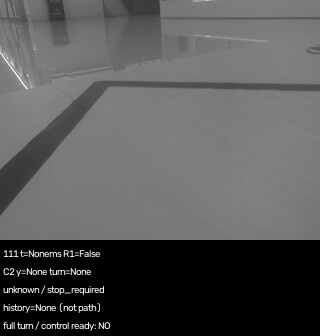 111 t=Nonems R1=False
C2 y=None turn=None
unknown / stop_required
history=None (not path)
full turn / control ready: NO